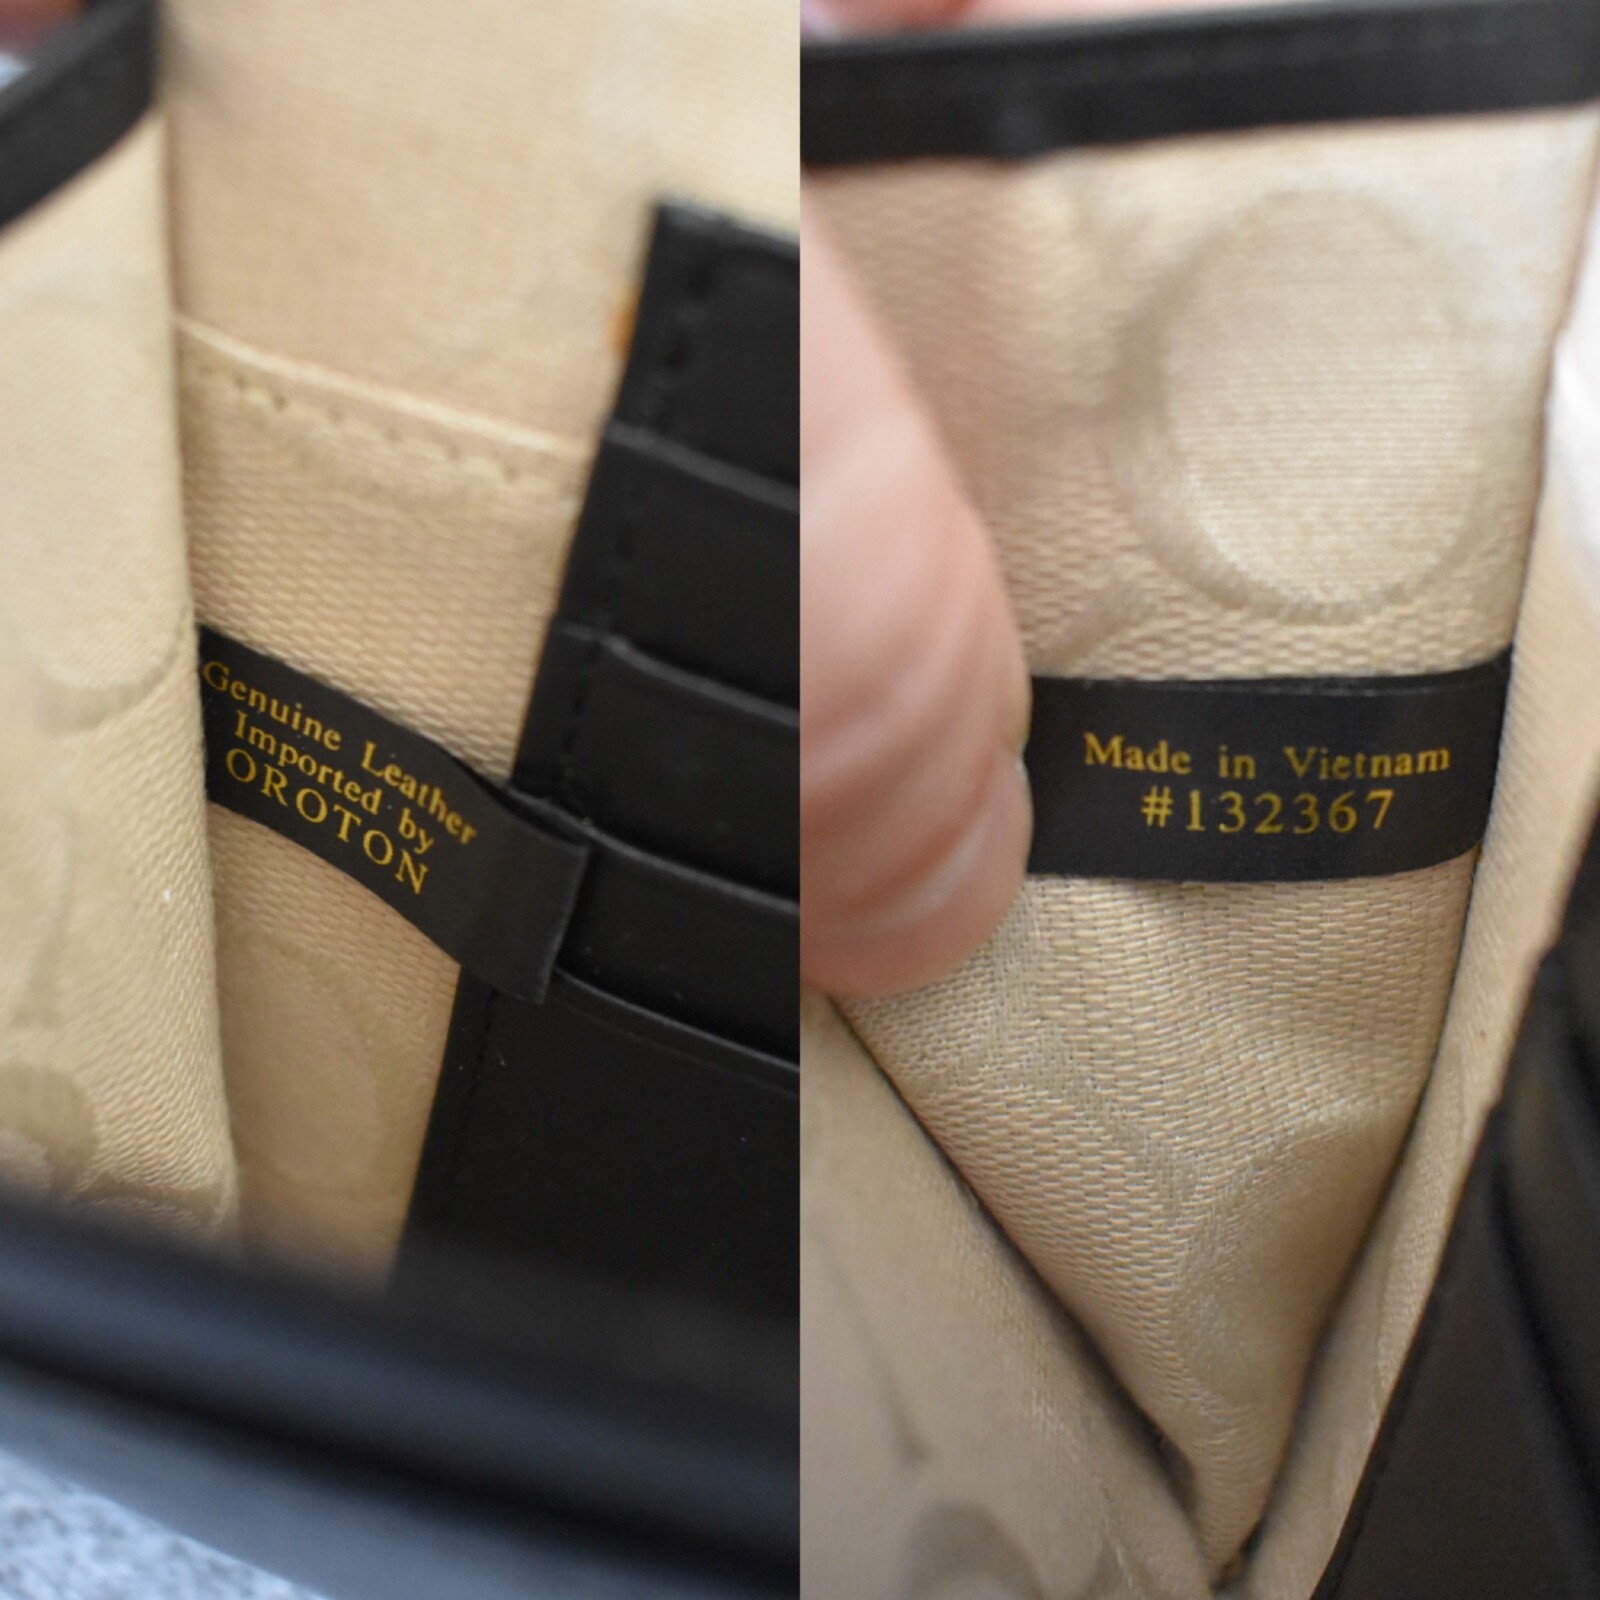 Genuine Leather
Imported by
OROTON
Made in Vietnam
#132367